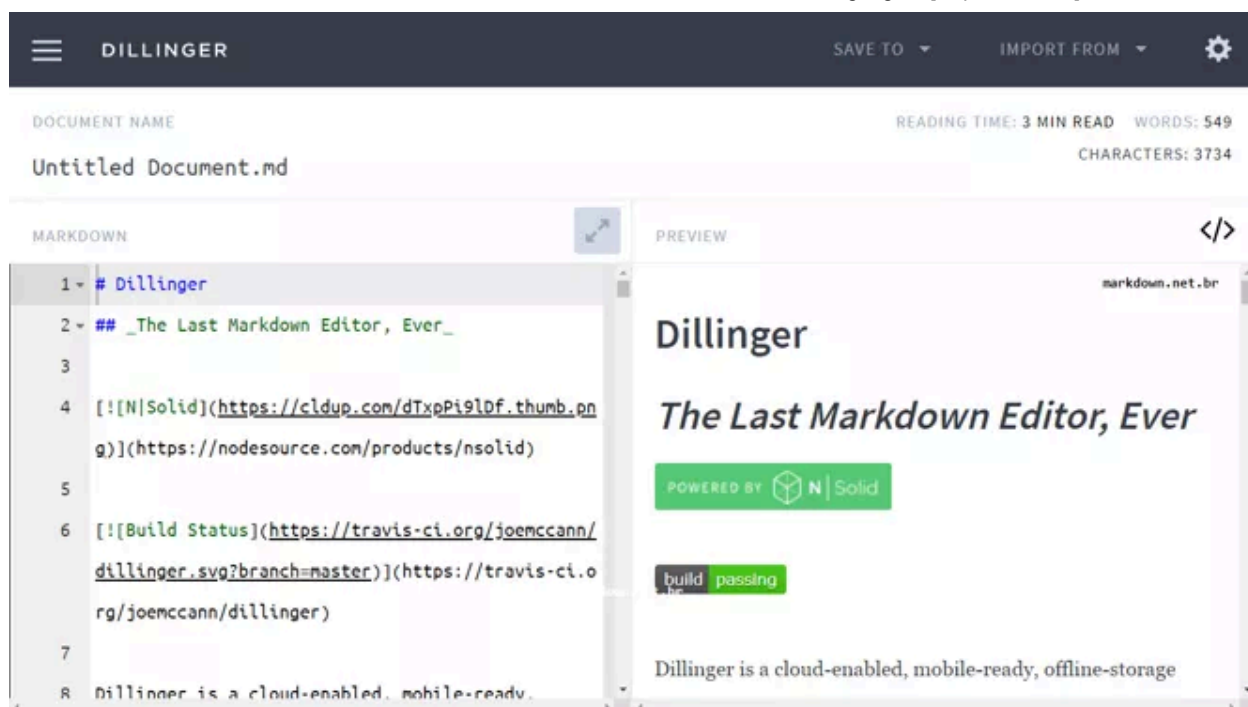 DILLINGER
SAVE TO
IMPORT FROM
DOCUMENT NAME
READING TIME: 3 MIN READ WORDS: 549
CHARACTERS: 3734
Untitled Document.md
MARKDOWN
PREVIEW
</>
1 # Dillinger
2 ## _The Last Markdown Editor, Ever_
3
4 [![N|Solid](https://cldup.com/dTxpPi9lDf.thumb.pn
g)](https://nodesource.com/products/nsolid)
5
6 [![Build Status](https://travis-ci.org/joemccann/
dillinger.svg?branch=master)](https://travis-ci.o
rg/joemccann/dillinger)
7
8 Dillinger is a cloud-enabled, mobile-ready,
markdown.net.br
Dillinger
The Last Markdown Editor, Ever
POWERED BY N | Solid
build passing
Dillinger is a cloud-enabled, mobile-ready, offline-storage